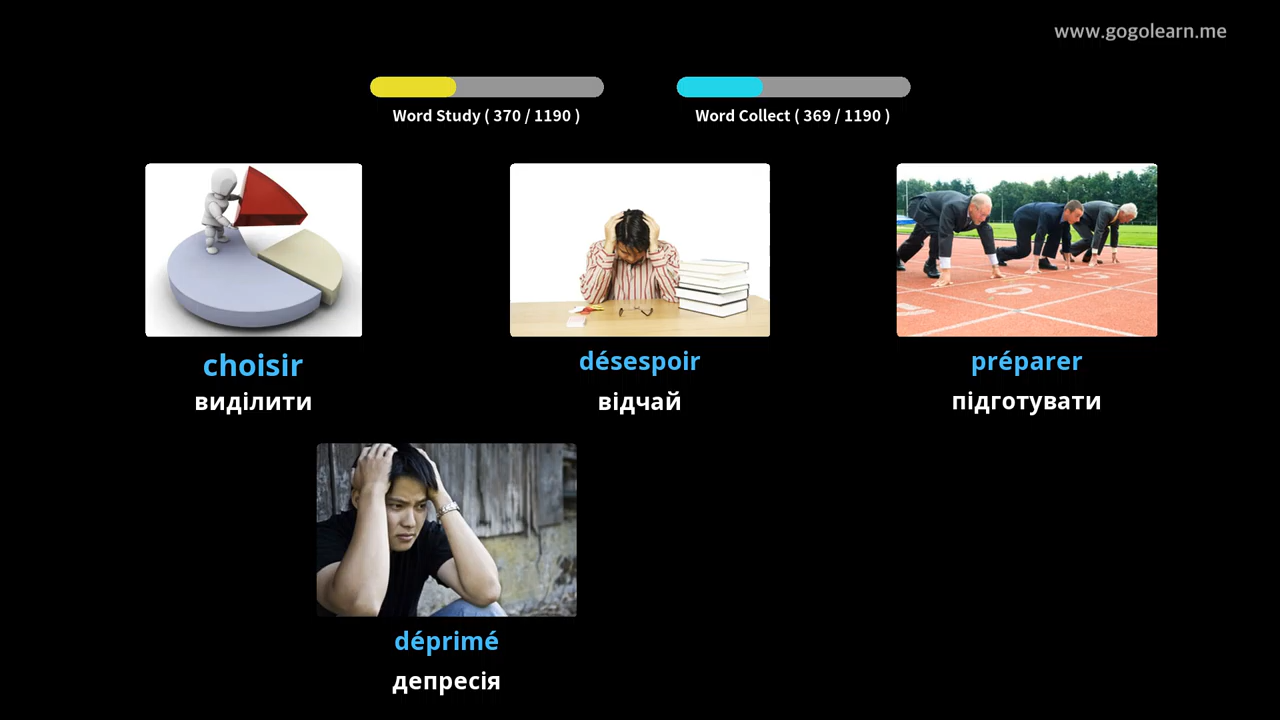 www.gogolearn.me
Word Study ( 370 / 1190 )
Word Collect ( 369 / 1190 )
choisir
виділити
désespoir
відчай
préparer
підготувати
déprimé
депресія